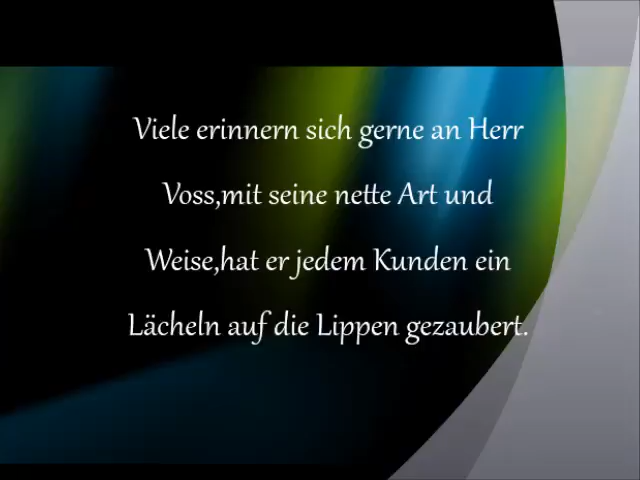 Viele erinnern sich gerne an Herr
Voss,mit seine nette Art und
Weise,hat er jedem Kunden ein
Lächeln auf die Lippen gezaubert.